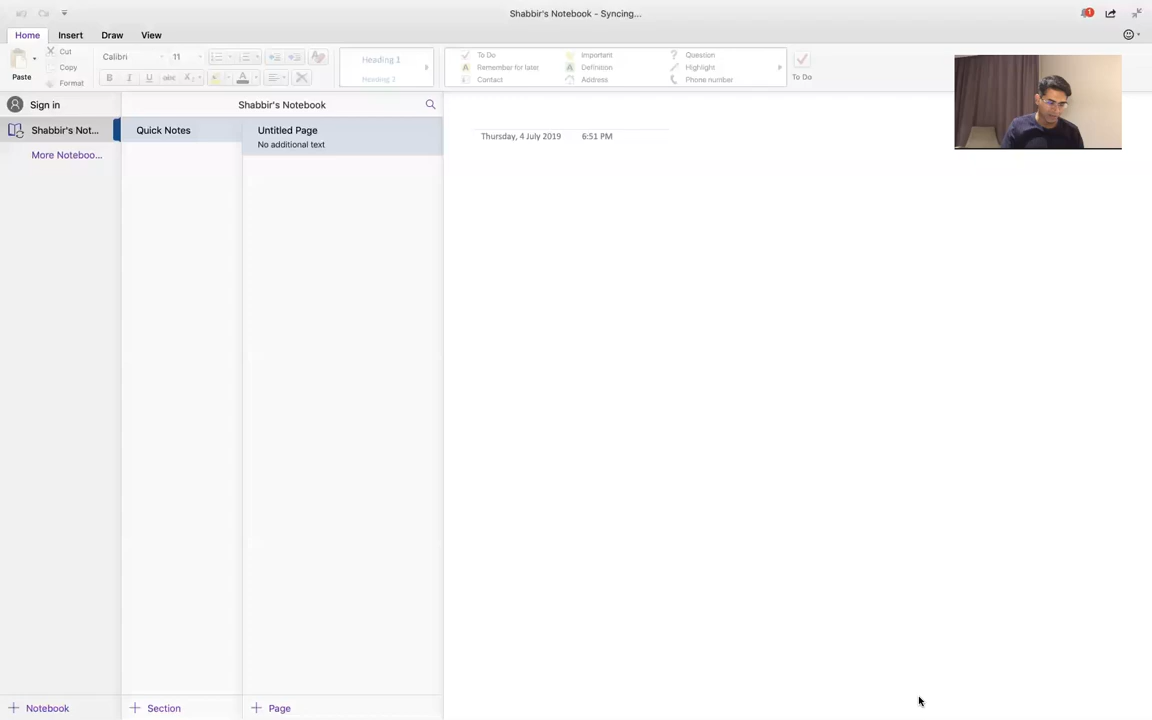 Shabbir's Notebook - Syncing...
1
Home Insert Draw View
Paste
Cut
Copy
Format
Calibri 11
B I U abc X₂ A
Heading 1
Heading 2
To Do
Remember for later
Contact
Important
Definition
Address
Question
Highlight
Phone number
To Do
Sign in
Shabbir's Not...
More Noteboo...
Shabbir's Notebook
Quick Notes
Untitled Page
No additional text
Thursday, 4 July 2019 6:51 PM
Notebook
Section
Page